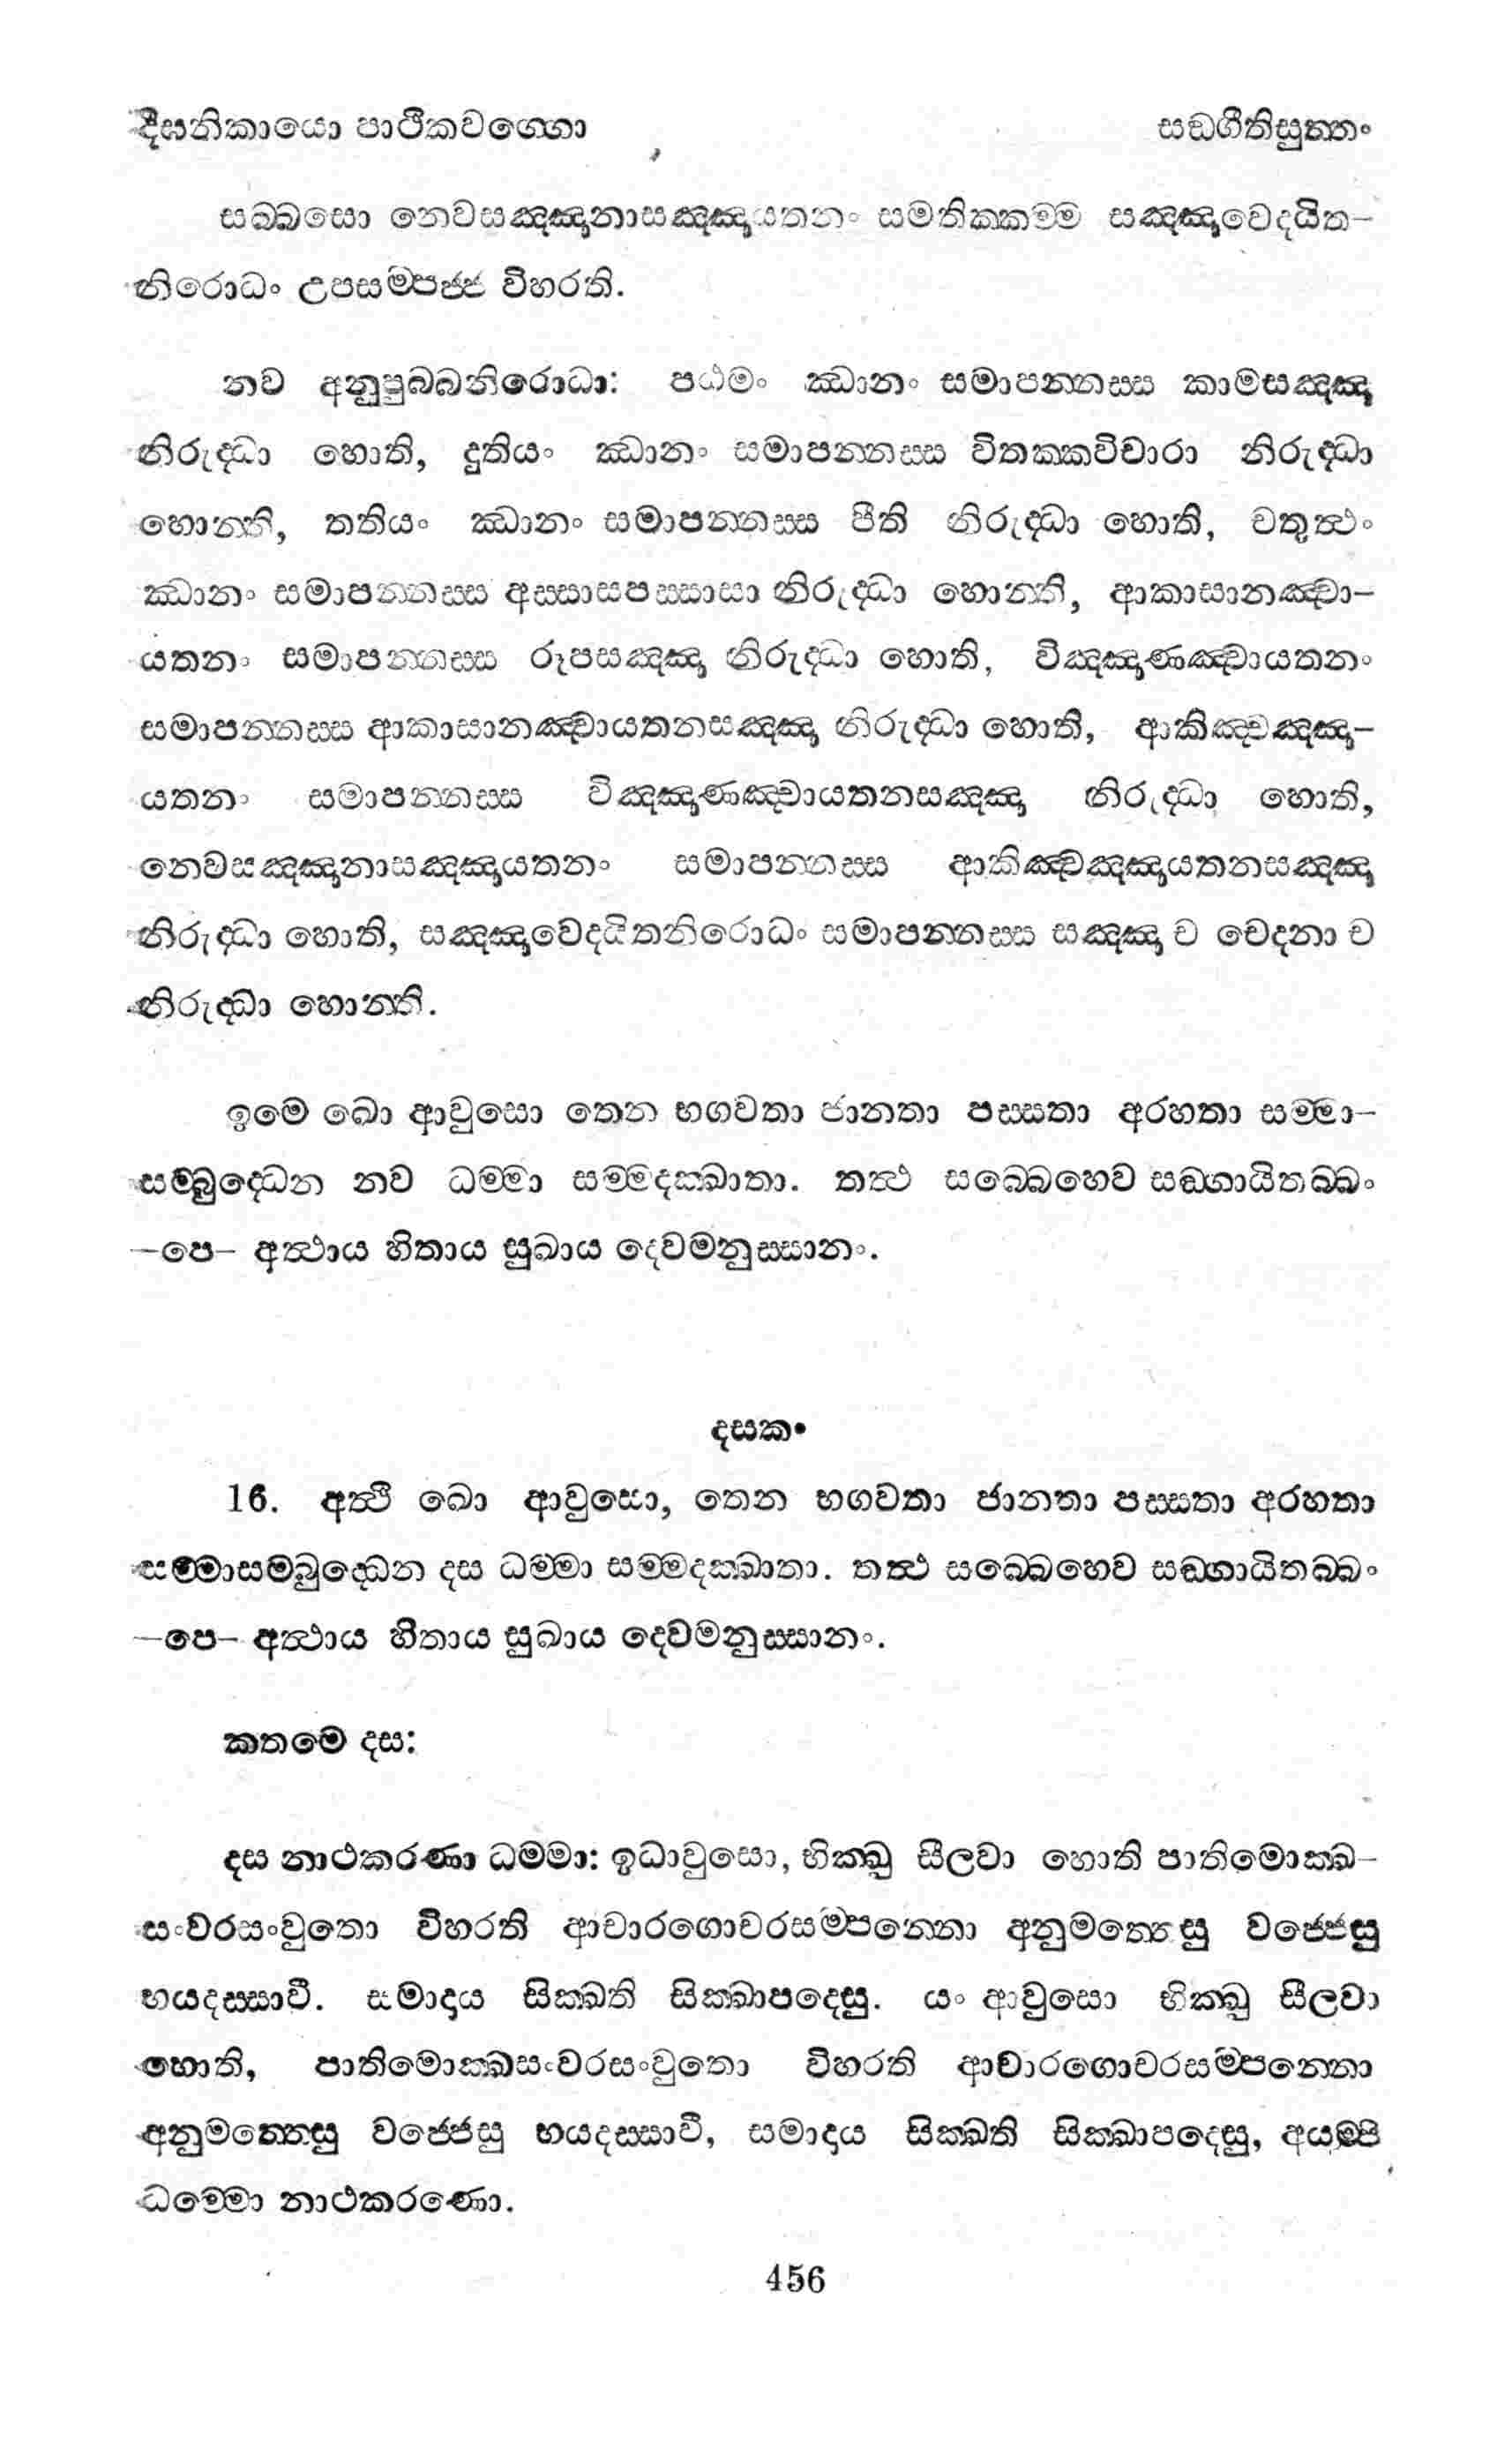 දීඝනිකායො පාථිකවග්ගො සඞ්ගීතිසුත්තං
සබ්බසො නෙවසඤ්ඤානාසඤ්ඤායතනං සමතික්කම්ම සඤ්ඤාවෙදයිත–
නිරොධං උපසම්පජ්ජ විහරති.
නව අනුපුබ්බනිරොධා: පඨමං ඣානං සමාපන්නස්ස කාමසඤ්ඤා
නිරුද්ධා හොති, දුතියං ඣානං සමාපන්නස්ස විතක්කවිචාරා නිරුද්ධා
හොන්ති, තතියං ඣානං සමාපන්නස්ස පීති නිරුද්ධා හොති, චතුත්ථං
ඣානං සමාපන්නස්ස අස්සාසපස්සාසා නිරුද්ධා හොන්ති, ආකාසානඤ්චා–
යතනං සමාපන්නස්ස රූපසඤ්ඤා නිරුද්ධා හොති, විඤ්ඤාණඤ්චායතනං
සමාපන්නස්ස ආකාසානඤ්චායතනසඤ්ඤා නිරුද්ධා හොති, ආකිඤ්චඤ්ඤා–
යතනං සමාපන්නස්ස විඤ්ඤාණඤ්චායතනසඤ්ඤා නිරුද්ධා හොති,
නෙවසඤ්ඤානාසඤ්ඤායතනං සමාපන්නස්ස ආකිඤ්චඤ්ඤායතනසඤ්ඤා
නිරුද්ධා හොති, සඤ්ඤාවෙදයිතනිරොධං සමාපන්නස්ස සඤ්ඤා ච වෙදනා ච
නිරුද්ධා හොන්ති.
ඉමෙ ඛො ආවුසො තෙන භගවතා ජානතා පස්සතා අරහතා සම්මා–
සම්බුද්ධෙන නව ධම්මා සම්මදක්ඛාතා. තත්ථ සබ්බෙහෙව සඞ්ගායිතබ්බං
–පෙ– අත්ථාය හිතාය සුඛාය දෙවමනුස්සානං.
දසකං
16. අත්ථි ඛො ආවුසො, තෙන භගවතා ජානතා පස්සතා අරහතා
සම්මාසම්බුද්ධෙන දස ධම්මා සම්මදක්ඛාතා. තත්ථ සබ්බෙහෙව සඞ්ගායිතබ්බං
–පෙ– අත්ථාය හිතාය සුඛාය දෙවමනුස්සානං.
කතමෙ දස:
දස නාථකරණා ධම්මා: ඉධාවුසො, භික්ඛු සීලවා හොති පාතිමොක්ඛ–
සංවරසංවුතො විහරති ආචාරගොචරසම්පන්නො අනුමත්තෙසු වජ්ජෙසු
භයදස්සාවී. සමාදාය සික්ඛති සික්ඛාපදෙසු. යං ආවුසො භික්ඛු සීලවා
හොති, පාතිමොක්ඛසංවරසංවුතො විහරති ආචාරගොචරසම්පන්නො
අනුමත්තෙසු වජ්ජෙසු භයදස්සාවී, සමාදාය සික්ඛති සික්ඛාපදෙසු, අයම්පි
ධම්මො නාථකරණො.
456